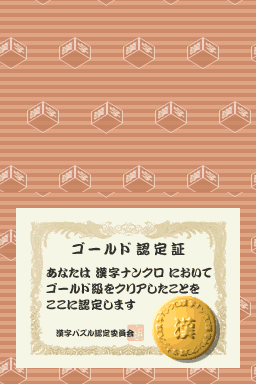 ゴールド認定証
あなたは 漢字ナンクロ において
ゴールド級をクリアしたことを
ここに認定します
漢字パズル認定委員会
漢